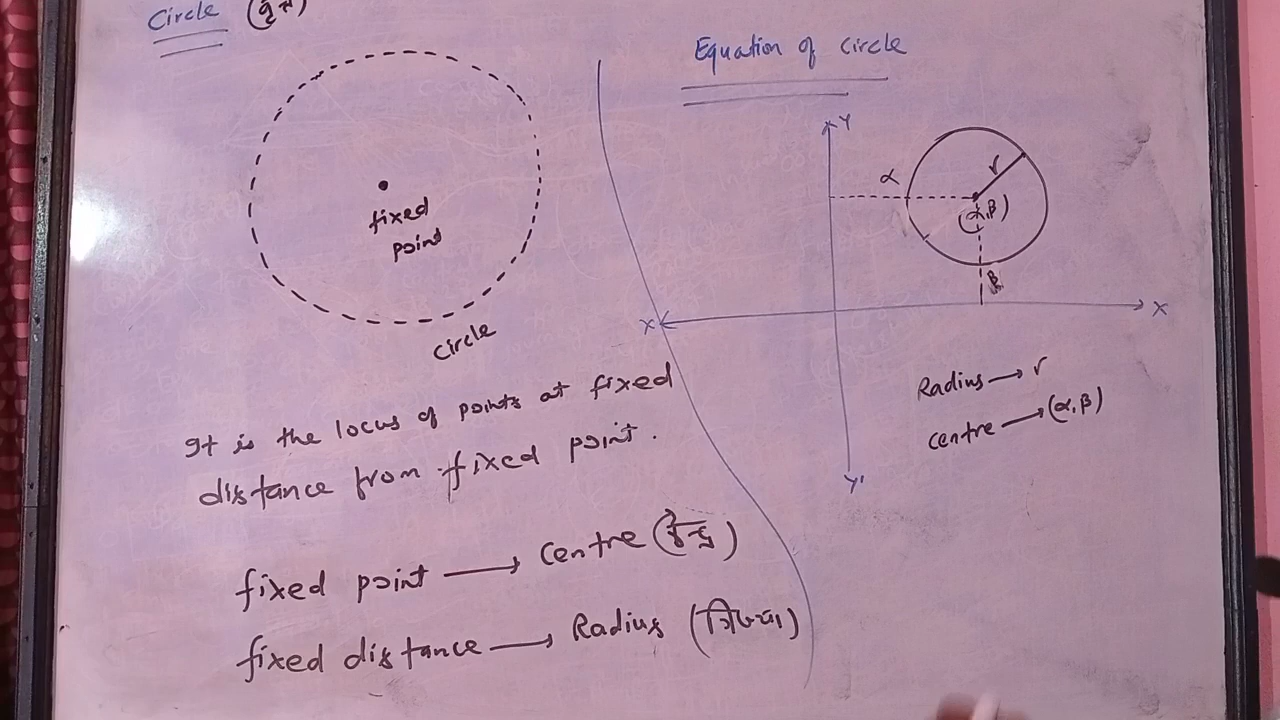 Circle (वृत्त)
fixed
point
Circle
It is the locus of points at fixed
distance from fixed point.
fixed point → Centre (केन्द्र)
fixed distance → Radius (त्रिज्या)
Equation of circle
Y
α
r
(α,β)
β
X
X
Y'
Radius → r
centre → (α,β)